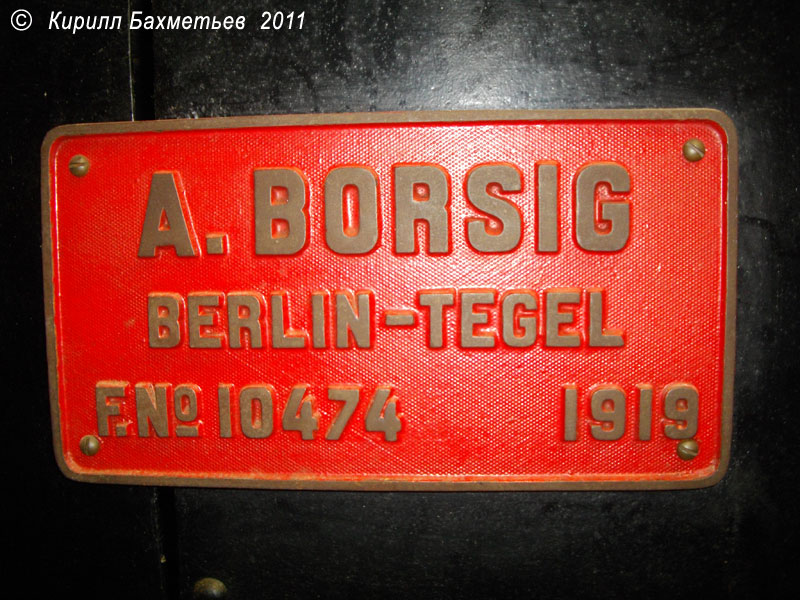 © Кирилл Бахметьев 2011
A. BORSIG
BERLIN-TEGEL
F. No 10474 1919